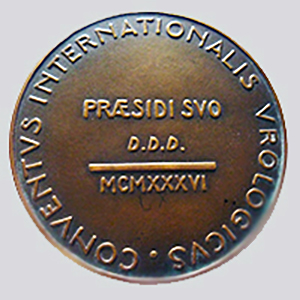 CONVENTVS INTERNATIONALIS VROLOGICVS ·
PRÆSIDI SVO
D.D.D.
MCMXXXVI